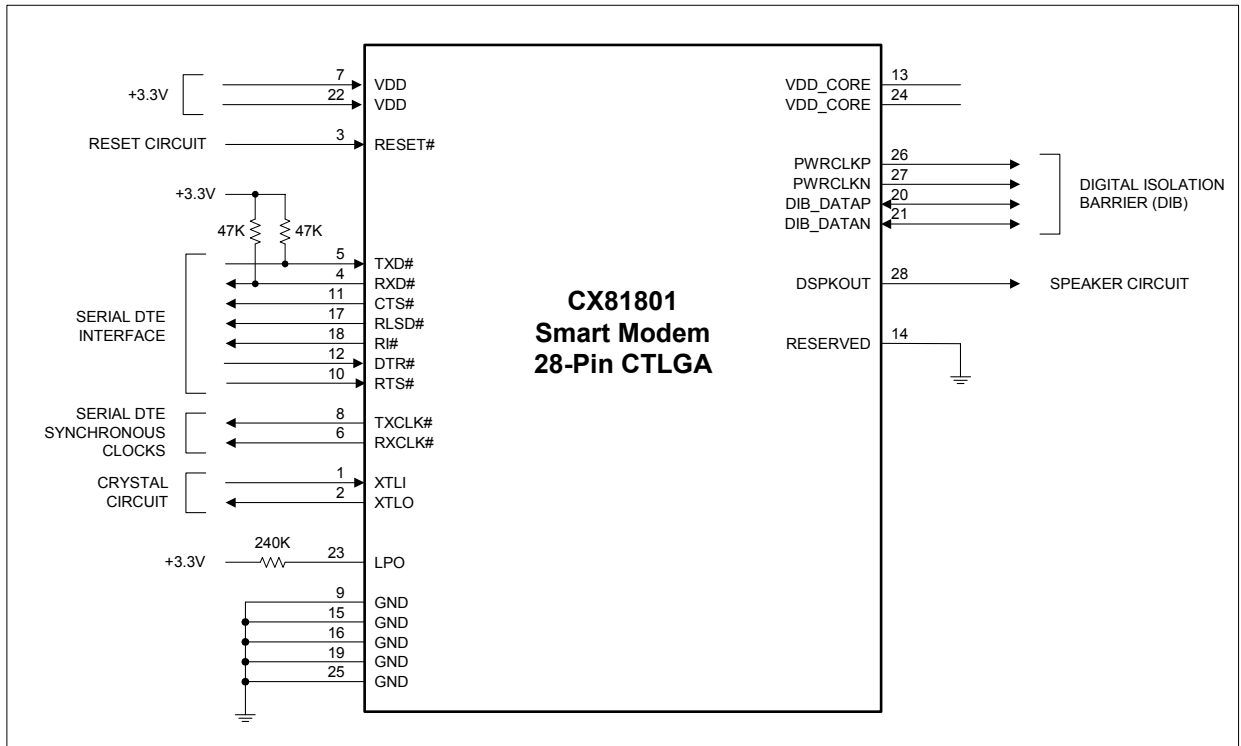 +3.3V
7 VDD
22 VDD
RESET CIRCUIT 3 RESET#
+3.3V
47K 47K
SERIAL DTE
INTERFACE
5 TXD#
4 RXD#
11 CTS#
17 RLSD#
18 RI#
12 DTR#
10 RTS#
SERIAL DTE
SYNCHRONOUS
CLOCKS
8 TXCLK#
6 RXCLK#
CRYSTAL
CIRCUIT
1 XTLI
2 XTLO
+3.3V 240K 23 LPO
9 GND
15 GND
16 GND
19 GND
25 GND
CX81801
Smart Modem
28-Pin CTLGA
VDD_CORE 13
VDD_CORE 24
PWRCLKP 26
PWRCLKN 27
DIB_DATAP 20
DIB_DATAN 21
DIGITAL ISOLATION
BARRIER (DIB)
DSPKOUT 28 SPEAKER CIRCUIT
RESERVED 14